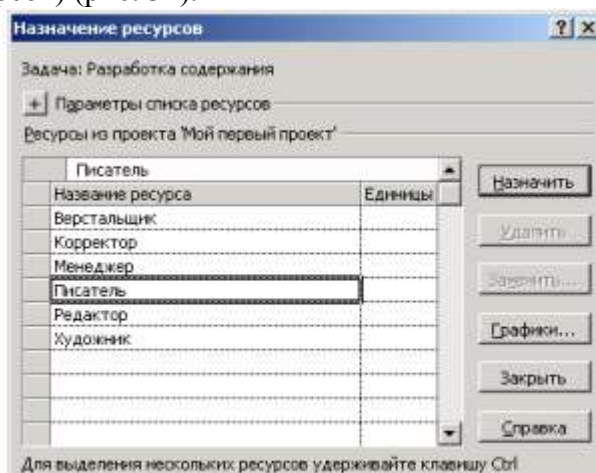 Назначение ресурсов
Задача: Разработка содержания
+ Параметры списка ресурсов
Ресурсы из проекта 'Мой первый проект'
Писатель
Название ресурса Единицы
Верстальщик
Корректор
Менеджер
Писатель
Редактор
Художник
Назначить
Удалить
Заменить...
Графики...
Закрыть
Справка
Для выделения нескольких ресурсов удерживайте клавишу Ctrl